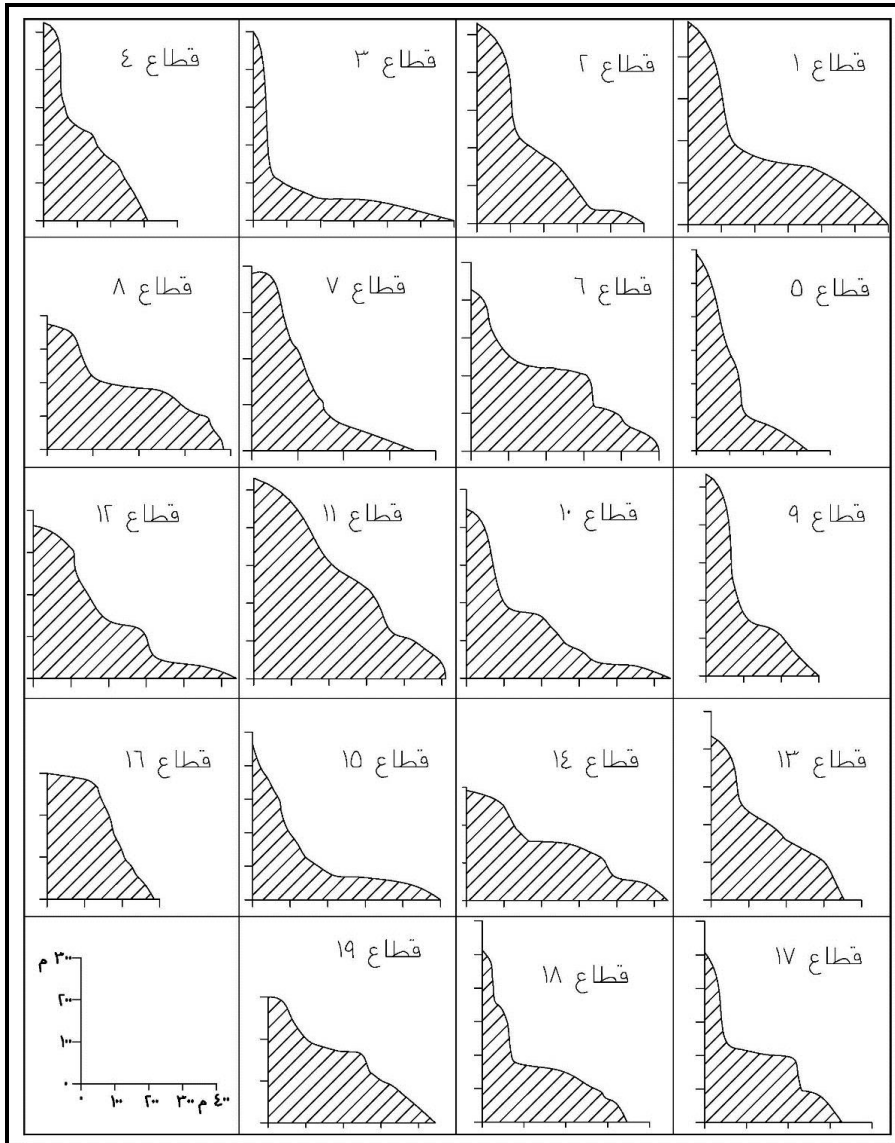 قطاع ١
قطاع ٢
قطاع ٣
قطاع ٤
قطاع ٥
قطاع ٦
قطاع ٧
قطاع ٨
قطاع ٩
قطاع ١٠
قطاع ١١
قطاع ١٢
قطاع ١٣
قطاع ١٤
قطاع ١٥
قطاع ١٦
قطاع ١٧
قطاع ١٨
قطاع ١٩
٣٠٠ م
٢٠٠
١٠٠
٠
٠ ١٠٠ ٢٠٠ ٣٠٠ ٤٠٠ م